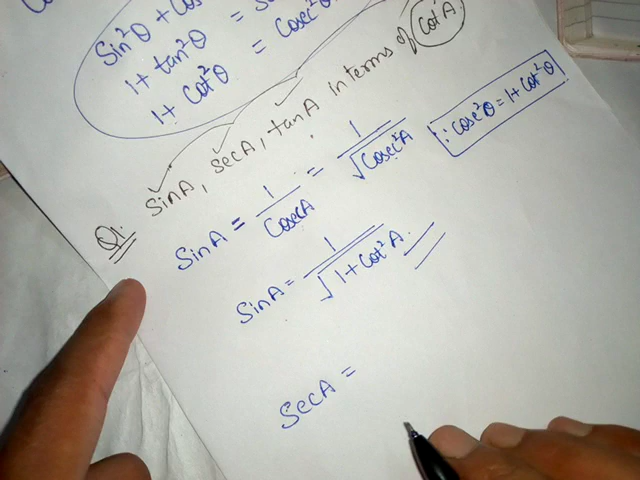 Sin²θ + Cos
1 + tan²θ =
1 + Cot²θ = Cosec²θ
Q1. SinA, SecA, tanA in terms of CotA.
SinA = 1/CosecA = 1/√Cosec²A
∵ Cosec²θ = 1 + Cot²θ
SinA = 1/√1+Cot²A.
SecA =